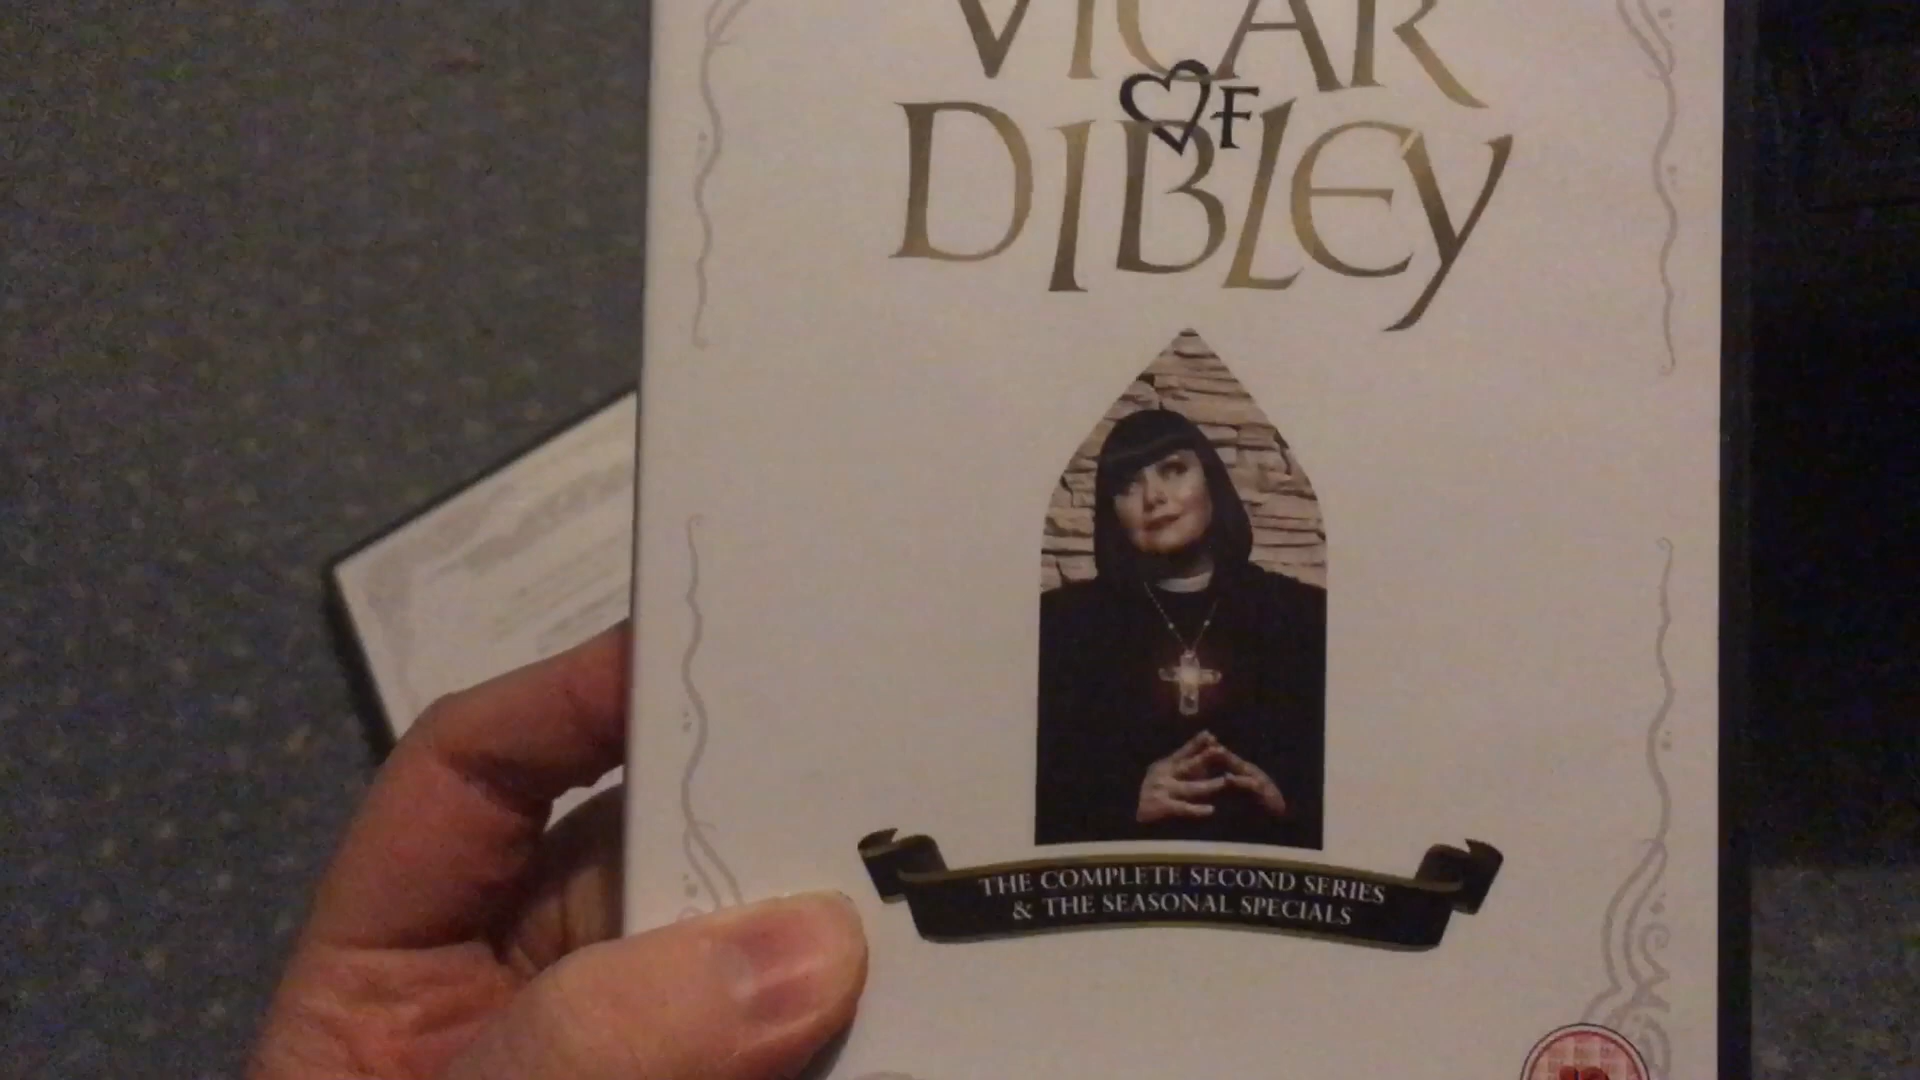 VICAR
OF
DIBLEY
THE COMPLETE SECOND SERIES
& THE SEASONAL SPECIALS